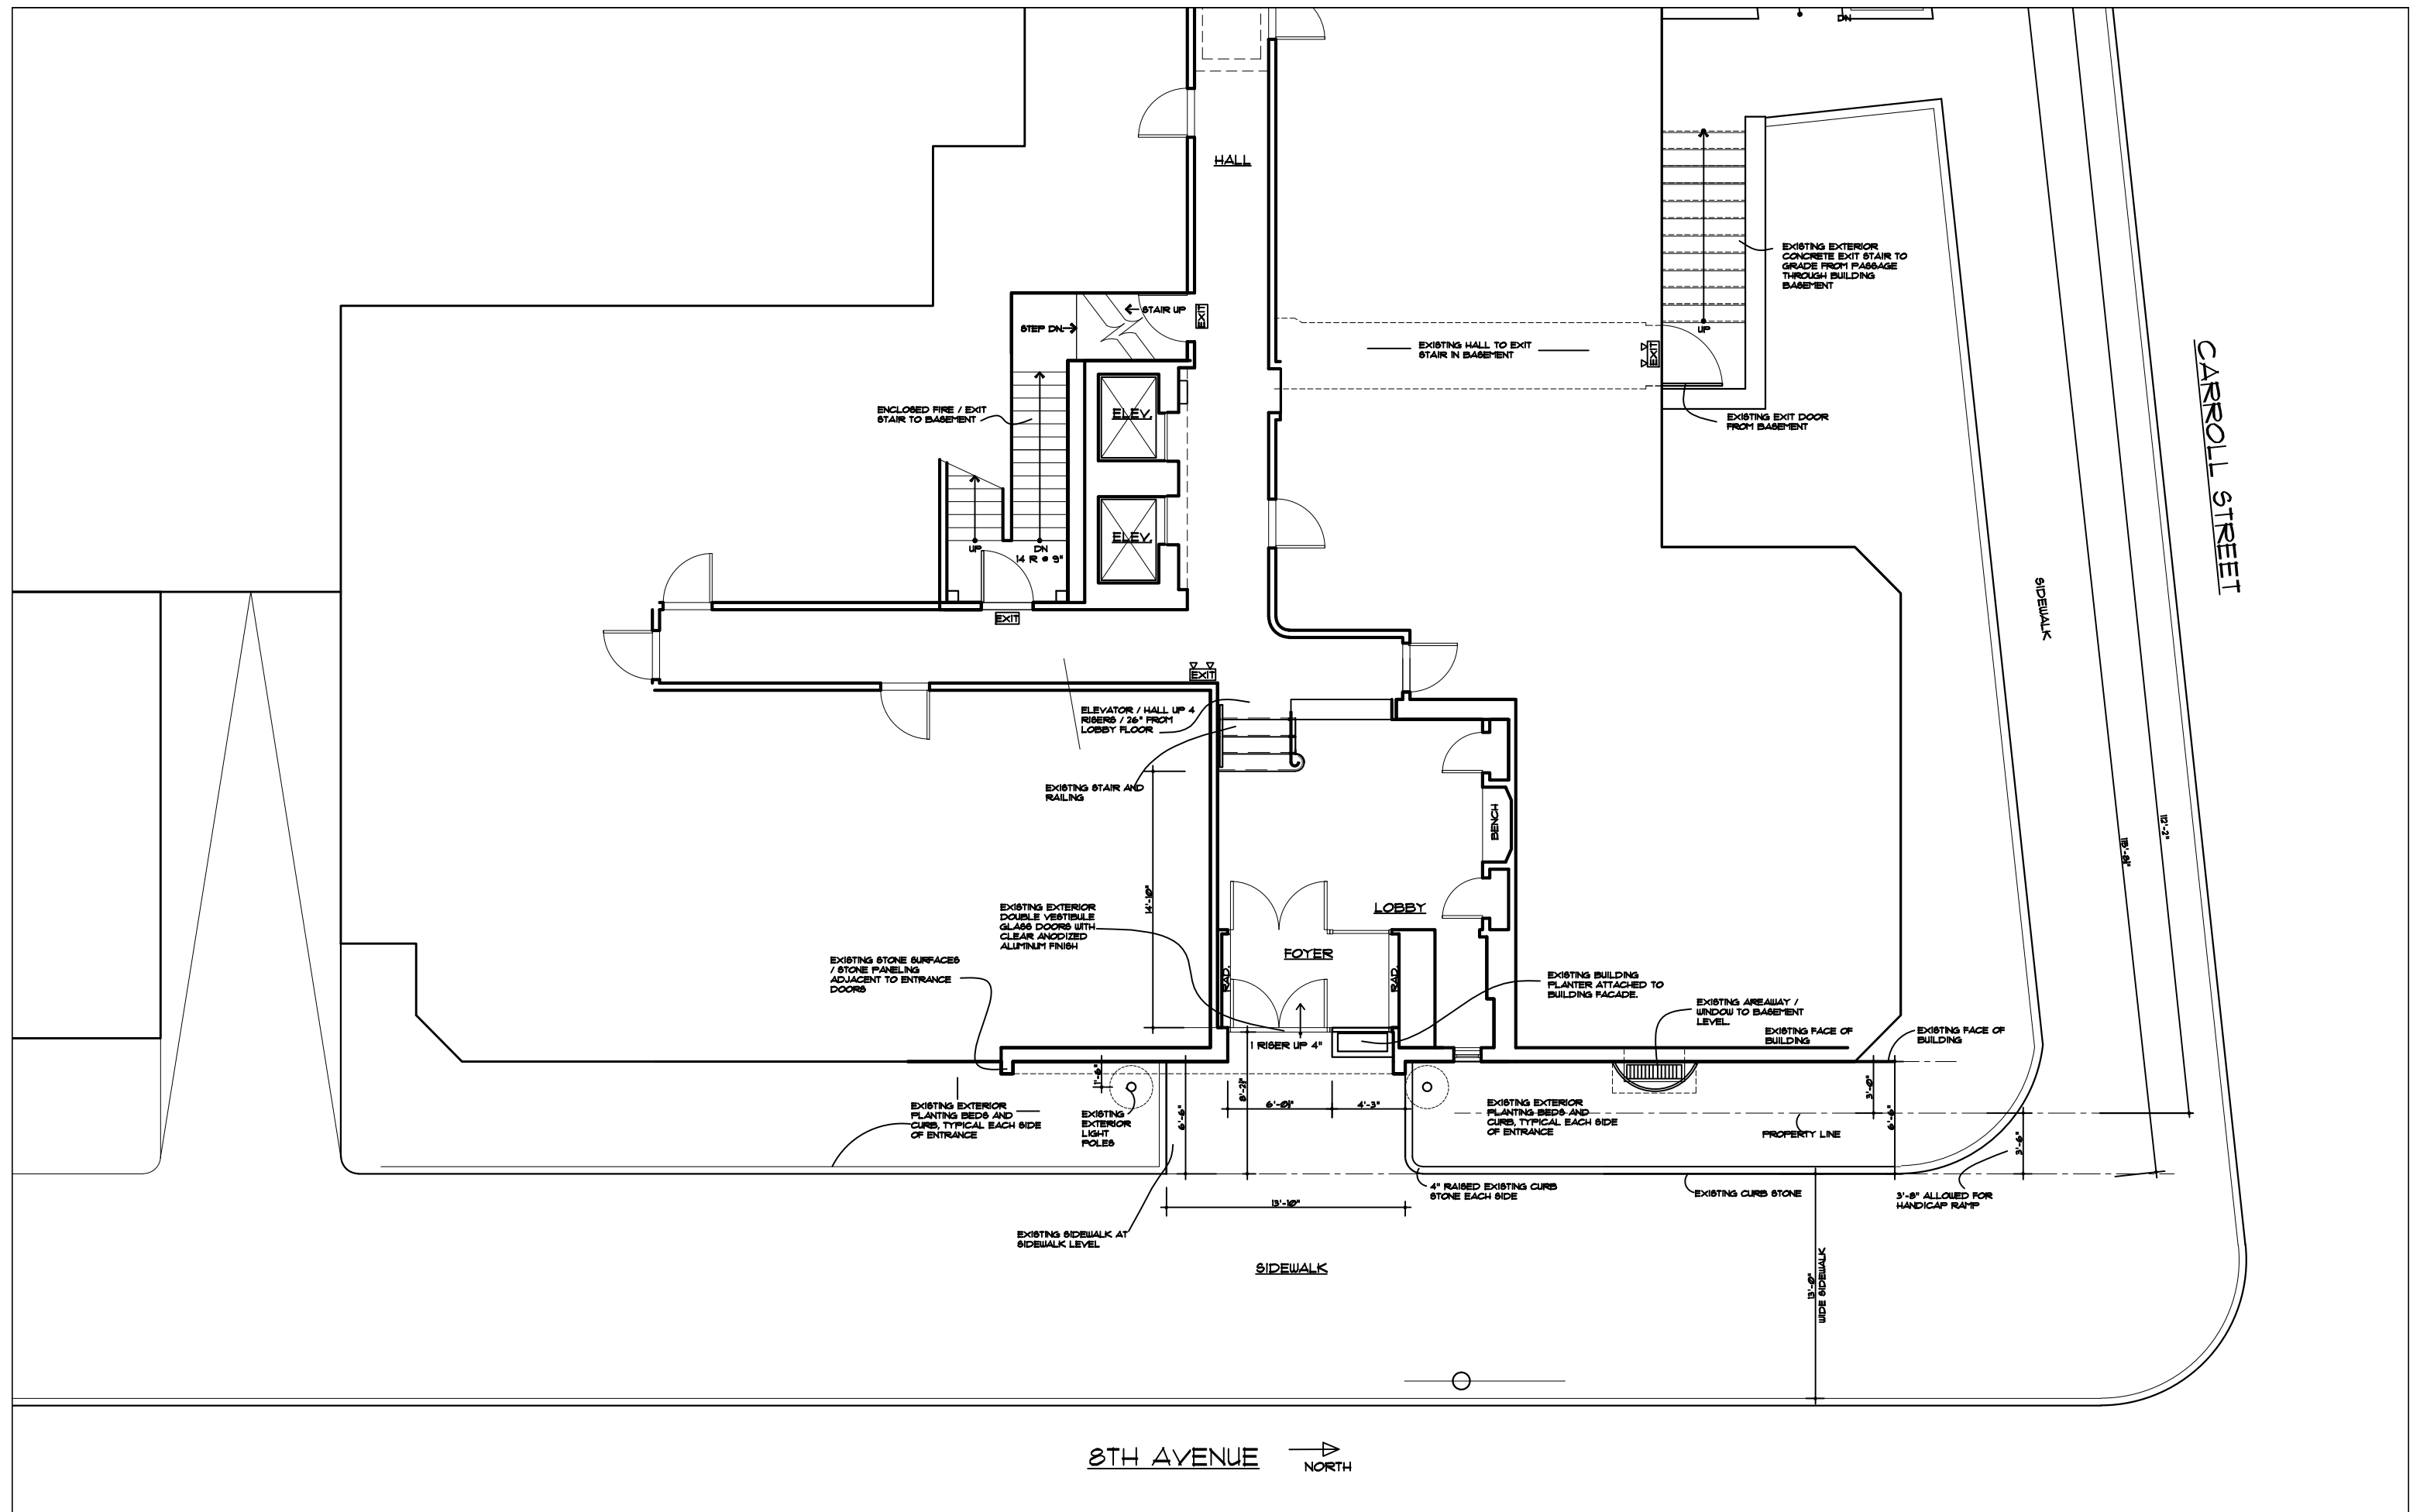 DN
HALL
EXISTING EXTERIOR
CONCRETE EXIT STAIR TO
GRADE FROM PASSAGE
THROUGH BUILDING
BASEMENT
STAIR UP
EXIT
STEP DN.
UP
EXISTING HALL TO EXIT
STAIR IN BASEMENT
EXIT
CARROLL STREET
ENCLOSED FIRE / EXIT
STAIR TO BASEMENT
ELEV.
EXISTING EXIT DOOR
FROM BASEMENT
ELEV.
UP
DN
14 R @ 9"
SIDEWALK
EXIT
EXIT
ELEVATOR / HALL UP 4
RISERS / 26" FROM
LOBBY FLOOR
EXISTING STAIR AND
RAILING
BENCH
112'-2"
14'-10"
LOBBY
EXISTING EXTERIOR
DOUBLE VESTIBULE
GLASS DOORS WITH
CLEAR ANODIZED
ALUMINUM FINISH
FOYER
RAD.
RAD.
EXISTING STONE SURFACES
/ STONE PANELING
ADJACENT TO ENTRANCE
DOORS
EXISTING BUILDING
PLANTER ATTACHED TO
BUILDING FACADE.
EXISTING AREAWAY /
WINDOW TO BASEMENT
LEVEL.
EXISTING FACE OF
BUILDING
EXISTING FACE OF
BUILDING
1 RISER UP 4"
1'-6"
6'-6"
4'-3"
3'-0"
6'-6"
3'-6"
EXISTING EXTERIOR
PLANTING BEDS AND
CURB, TYPICAL EACH SIDE
OF ENTRANCE
EXISTING
EXTERIOR
LIGHT
POLES
EXISTING EXTERIOR
PLANTING BEDS AND
CURB, TYPICAL EACH SIDE
OF ENTRANCE
PROPERTY LINE
4" RAISED EXISTING CURB
STONE EACH SIDE
EXISTING CURB STONE
3'-8" ALLOWED FOR
HANDICAP RAMP
13'-10"
EXISTING SIDEWALK AT
SIDEWALK LEVEL
SIDEWALK
13'-0"
WIDE SIDEWALK
8TH AVENUE
NORTH